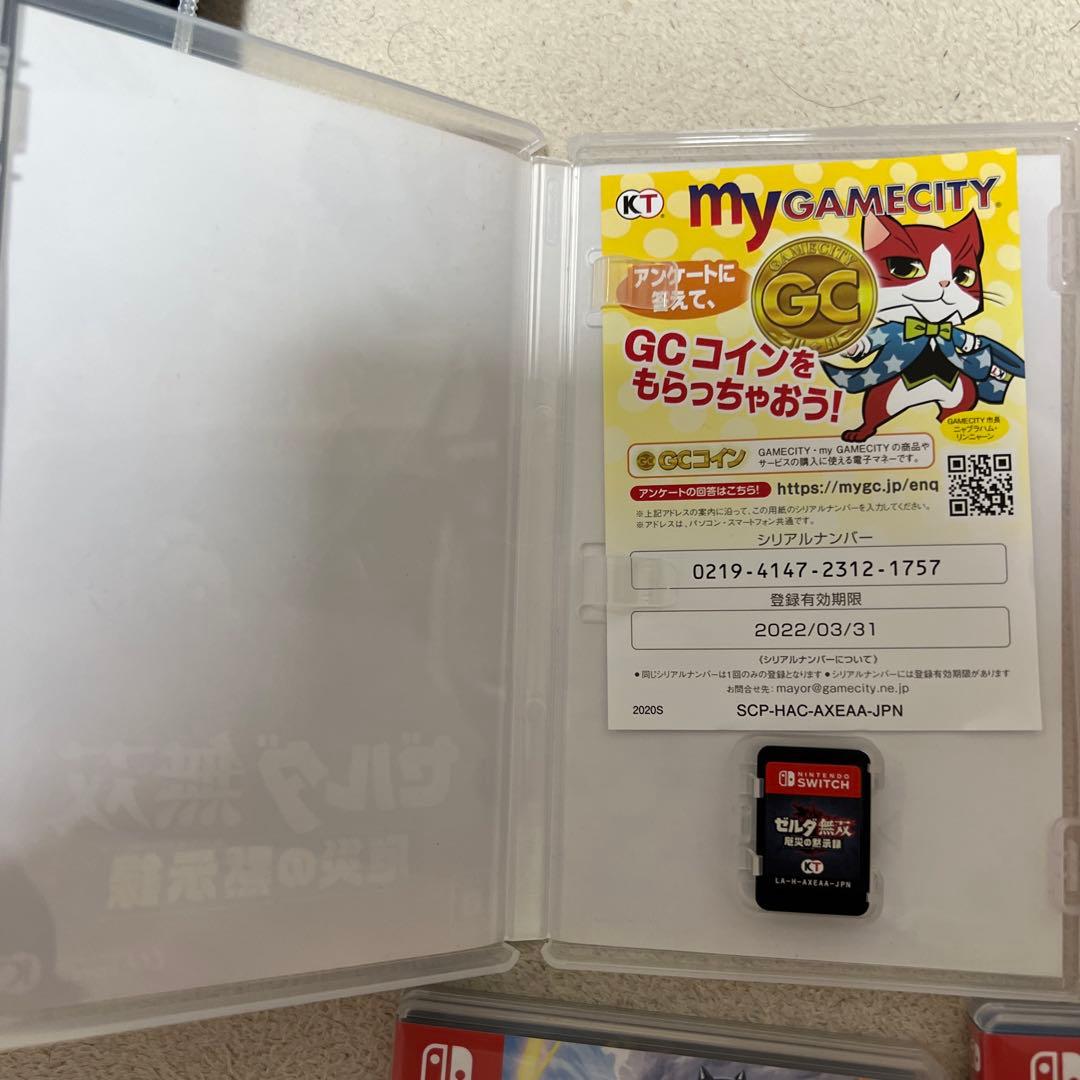 KT
my GAMECITY
アンケートに
答えて、
GAME CITY
GC
GCコインを
もらっちゃおう!
GAMECITY 市長
ニャブラハム・
リンニャーン
GC GCコイン
GAMECITY・my GAMECITY の商品や
サービスの購入に使える電子マネーです。
アンケートの回答はこちら! https://mygc.jp/enq
※上記アドレスの案内に沿って、この用紙のシリアルナンバーを入力してください。
※アドレスは、パソコン・スマートフォン共通です。
シリアルナンバー
0219-4147-2312-1757
登録有効期限
2022/03/31
《シリアルナンバーについて》
●同じシリアルナンバーは1回のみの登録となります ●シリアルナンバーには登録有効期限があります
お問合せ先:mayor@gamecity.ne.jp
2020S SCP-HAC-AXEAA-JPN
NINTENDO
SWITCH
ゼルダ無双
厄災の黙示録
KT
LA-H-AXEAA-JPN
ゼルダ無双
厄災の黙示録